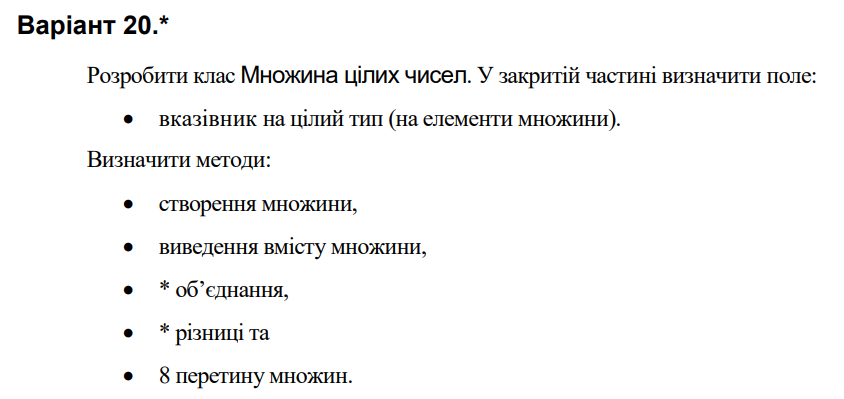 Варіант 20.*
Розробити клас Множина цілих чисел. У закритій частині визначити поле:
• вказівник на цілий тип (на елементи множини).
Визначити методи:
• створення множини,
• виведення вмісту множини,
• * об’єднання,
• * різниці та
• 8 перетину множин.